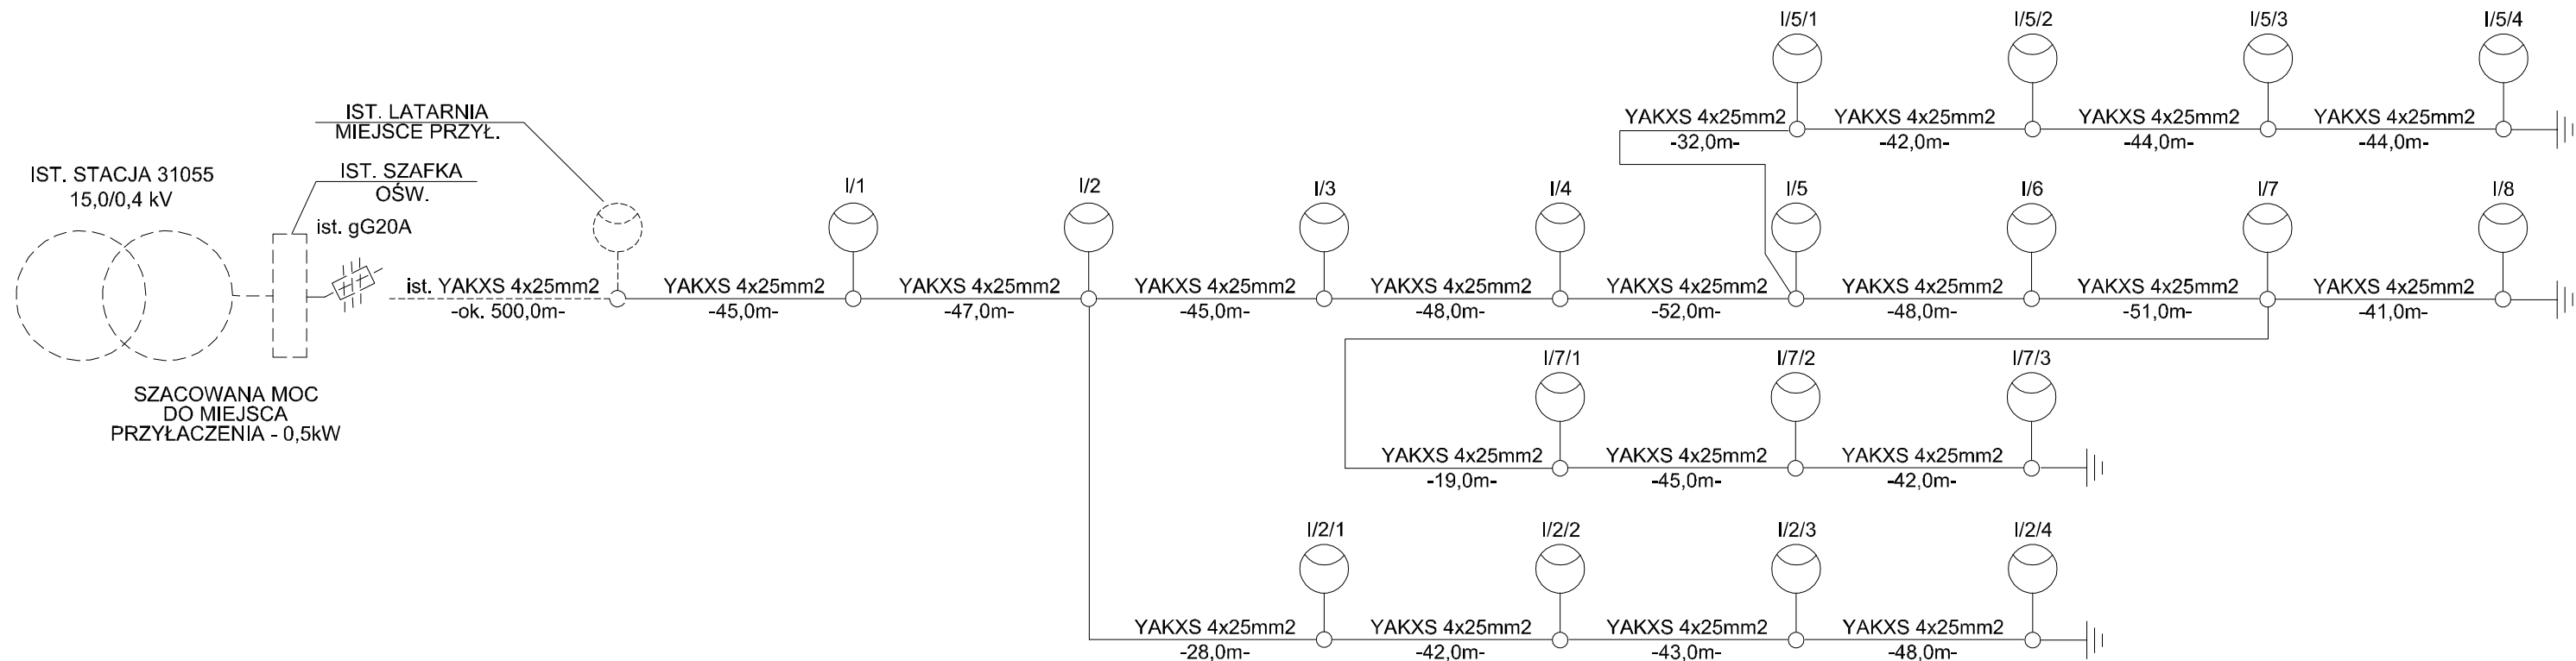 I/5/1
I/5/2
I/5/3
I/5/4
YAKXS 4x25mm2
-32,0m-
YAKXS 4x25mm2
-42,0m-
YAKXS 4x25mm2
-44,0m-
YAKXS 4x25mm2
-44,0m-
IST. LATARNIA
MIEJSCE PRZYŁ.
IST. STACJA 31055
15,0/0,4 kV
IST. SZAFKA
OŚW.
ist. gG20A
I/1
I/2
I/3
I/4
I/5
I/6
I/7
I/8
ist. YAKXS 4x25mm2
-ok. 500,0m-
YAKXS 4x25mm2
-45,0m-
YAKXS 4x25mm2
-47,0m-
YAKXS 4x25mm2
-45,0m-
YAKXS 4x25mm2
-48,0m-
YAKXS 4x25mm2
-52,0m-
YAKXS 4x25mm2
-48,0m-
YAKXS 4x25mm2
-51,0m-
YAKXS 4x25mm2
-41,0m-
SZACOWANA MOC
DO MIEJSCA
PRZYŁACZENIA - 0,5kW
I/7/1
I/7/2
I/7/3
YAKXS 4x25mm2
-19,0m-
YAKXS 4x25mm2
-45,0m-
YAKXS 4x25mm2
-42,0m-
I/2/1
I/2/2
I/2/3
I/2/4
YAKXS 4x25mm2
-28,0m-
YAKXS 4x25mm2
-42,0m-
YAKXS 4x25mm2
-43,0m-
YAKXS 4x25mm2
-48,0m-